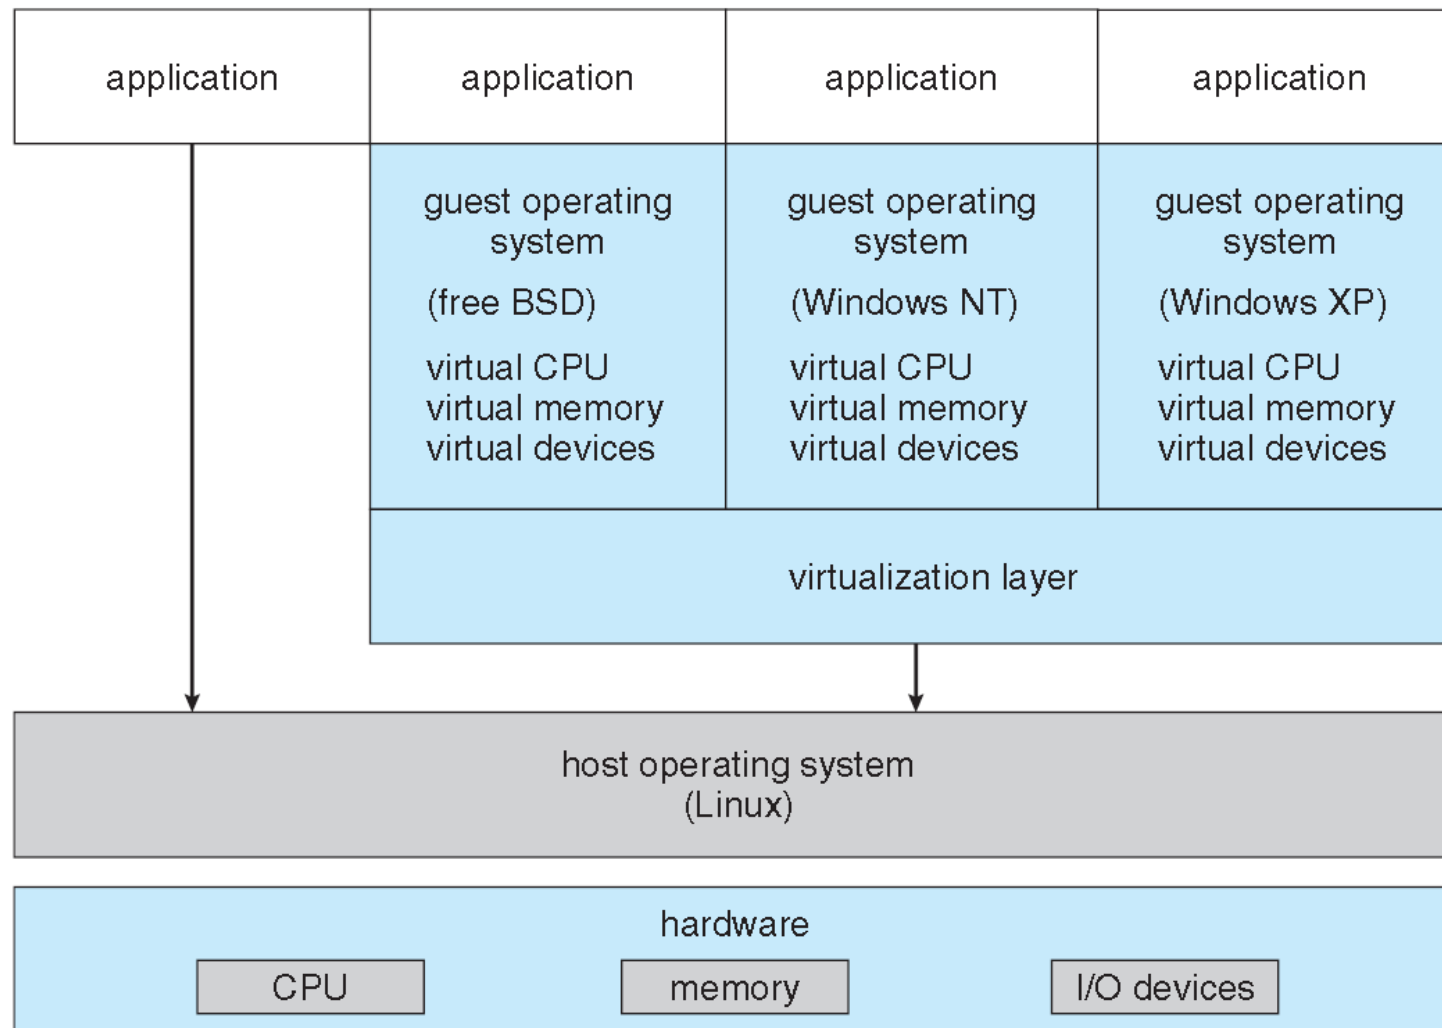 application
application
application
application
guest operating
system
(free BSD)
virtual CPU
virtual memory
virtual devices
guest operating
system
(Windows NT)
virtual CPU
virtual memory
virtual devices
guest operating
system
(Windows XP)
virtual CPU
virtual memory
virtual devices
virtualization layer
host operating system
(Linux)
hardware
CPU
memory
I/O devices